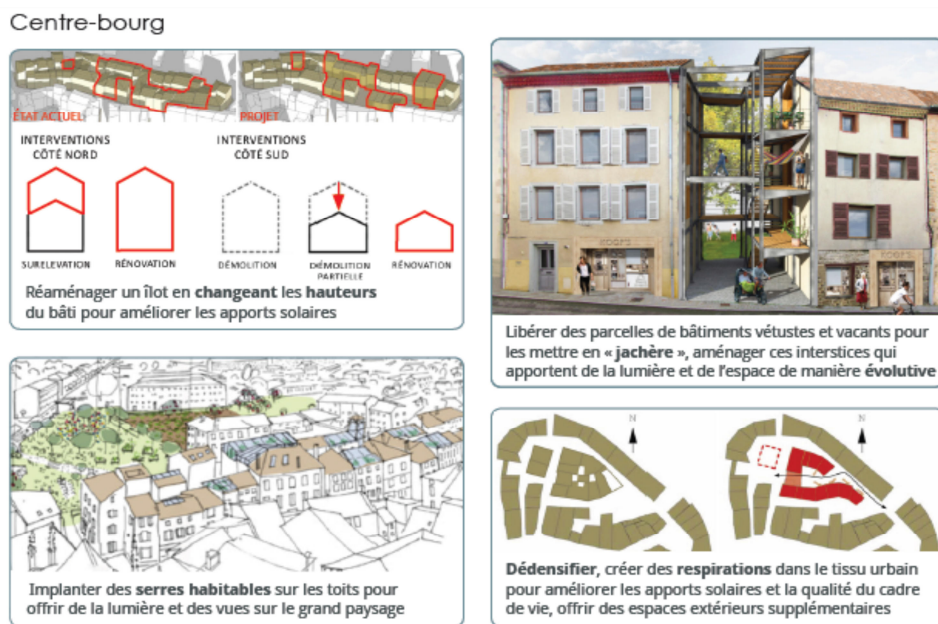 Centre-bourg
ÉTAT ACTUEL
PROJET
INTERVENTIONS
CÔTÉ NORD
INTERVENTIONS
CÔTÉ SUD
SURELEVATION
RÉNOVATION
DÉMOLITION
DÉMOLITION
PARTIELLE
RÉNOVATION
Réaménager un îlot en changeant les hauteurs
du bâti pour améliorer les apports solaires
Libérer des parcelles de bâtiments vétustes et vacants pour
les mettre en « jachère », aménager ces interstices qui
apportent de la lumière et de l'espace de manière évolutive
Implanter des serres habitables sur les toits pour
offrir de la lumière et des vues sur le grand paysage
N
N
Dédensifier, créer des respirations dans le tissu urbain
pour améliorer les apports solaires et la qualité du cadre
de vie, offrir des espaces extérieurs supplémentaires